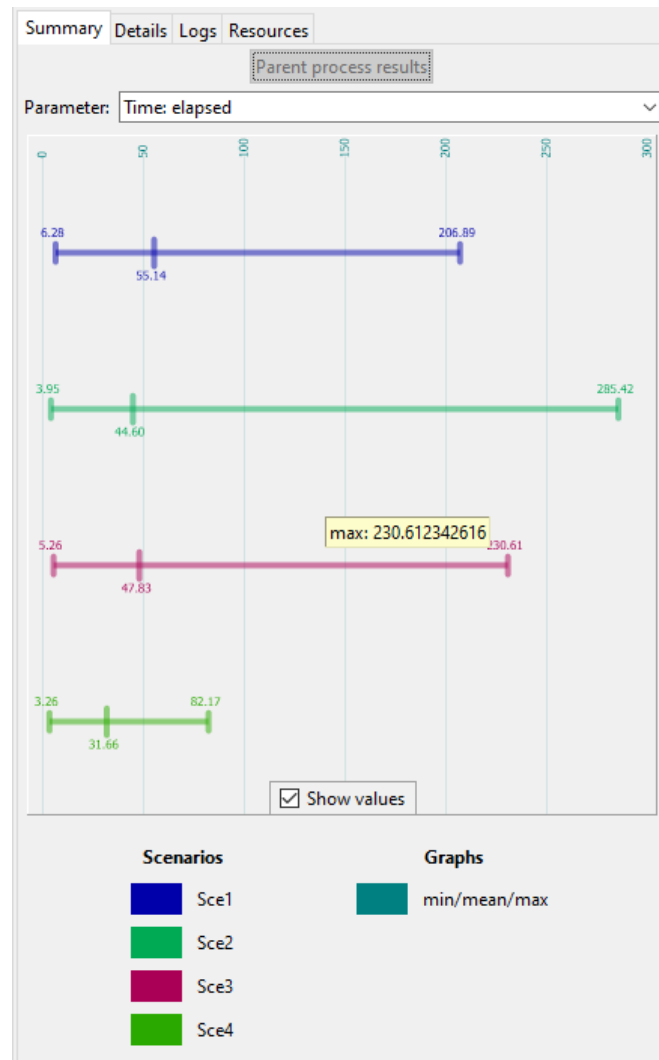 Summary Details Logs Resources
Parent process results
Parameter: Time: elapsed
0 50 100 150 200 250 300
6.28 206.89
55.14
3.95 285.42
44.60
max: 230.612342616
5.26 230.61
47.83
3.26 82.17
31.66
Show values
Scenarios Graphs
Sce1 min/mean/max
Sce2
Sce3
Sce4